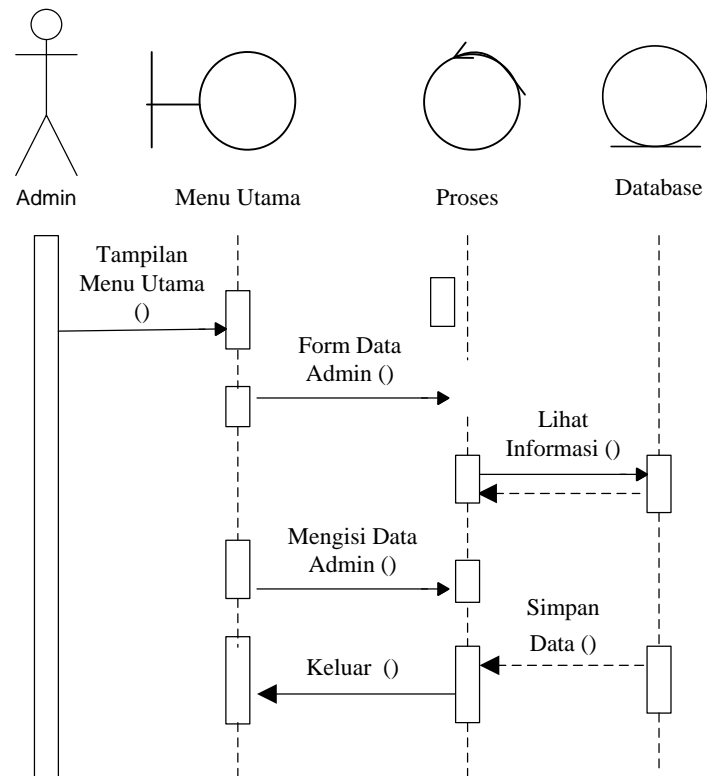 Admin
Menu Utama
Proses
Database
Tampilan
Menu Utama
()
Form Data
Admin ()
Lihat
Informasi ()
Mengisi Data
Admin ()
Simpan
Data ()
Keluar ()